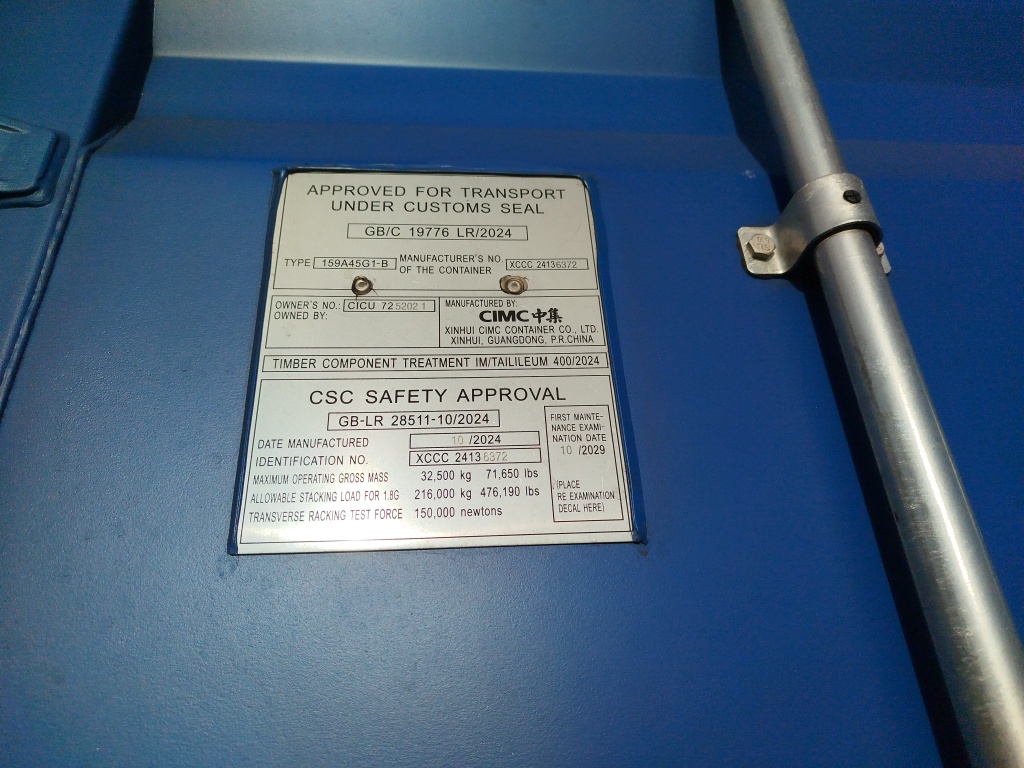 APPROVED FOR TRANSPORT
UNDER CUSTOMS SEAL
GB/C 19776 LR/2024
TYPE 159A45G1-B MANUFACTURER'S NO. OF THE CONTAINER XCCC 24136372
OWNER'S NO.: CICU 725202 1
OWNED BY:
MANUFACTURED BY:
CIMC中集
XINHUI CIMC CONTAINER CO., LTD.
XINHUI, GUANGDONG, P.R.CHINA
TIMBER COMPONENT TREATMENT IM/TAILILEUM 400/2024
CSC SAFETY APPROVAL
GB-LR 28511-10/2024
DATE MANUFACTURED 10 /2024
IDENTIFICATION NO. XCCC 24136372
MAXIMUM OPERATING GROSS MASS 32,500 kg 71,650 lbs
ALLOWABLE STACKING LOAD FOR 1.8G 216,000 kg 476,190 lbs
TRANSVERSE RACKING TEST FORCE 150,000 newtons
FIRST MAINTE-
NANCE EXAMI-
NATION DATE
10 /2029
(PLACE
RE EXAMINATION
DECAL HERE)